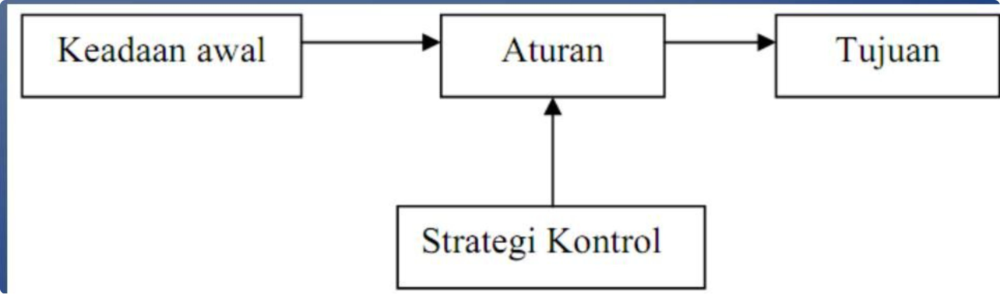 Keadaan awal
Aturan
Tujuan
Strategi Kontrol